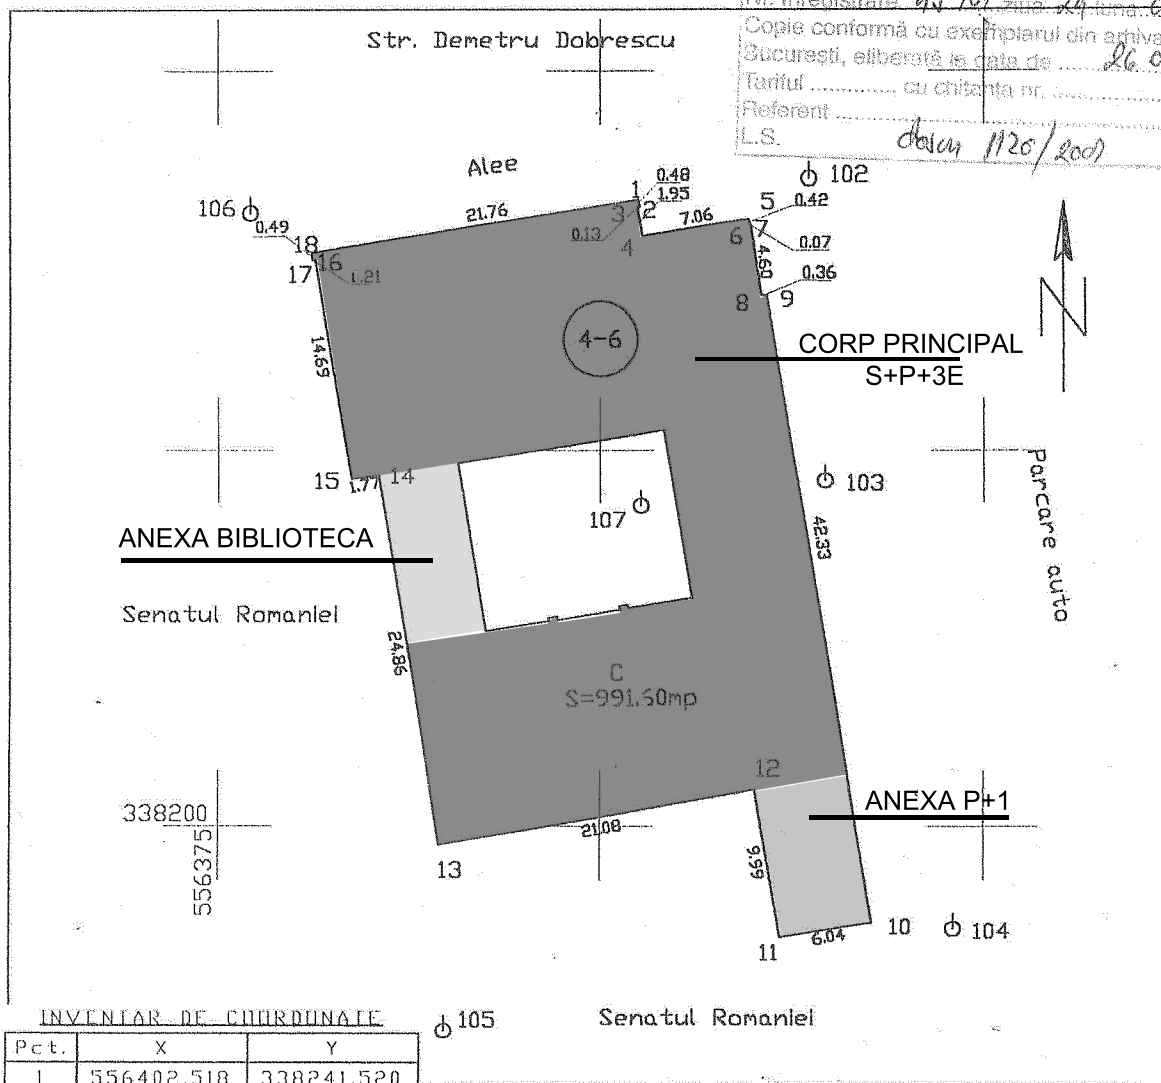 Copie conformă cu exemplarul din arhiva
București, eliberată la data de 26.0
Tariful ............ cu chitanța nr. ............
Referent ............
L.S.
1120/2001
Str. Demetru Dobrescu
Alee
102
106
0.49
18
17
16
1.21
21.76
1
0.48
1.95
2
3
0.13
4
7.06
5
0.42
6
7
0.07
4.60
0.36
8
9
N
4-6
CORP PRINCIPAL
S+P+3E
14.69
15
1.77
14
103
107
Parcare auto
42.33
ANEXA BIBLIOTECA
Senatul Romaniei
24.86
C
S=991.60mp
12
338200
556375
21.08
13
ANEXA P+1
9.99
10
104
6.04
11
105
Senatul Romaniei
INVENTAR DE COORDONATE
Pct. X Y
1 556402.518 338241.520